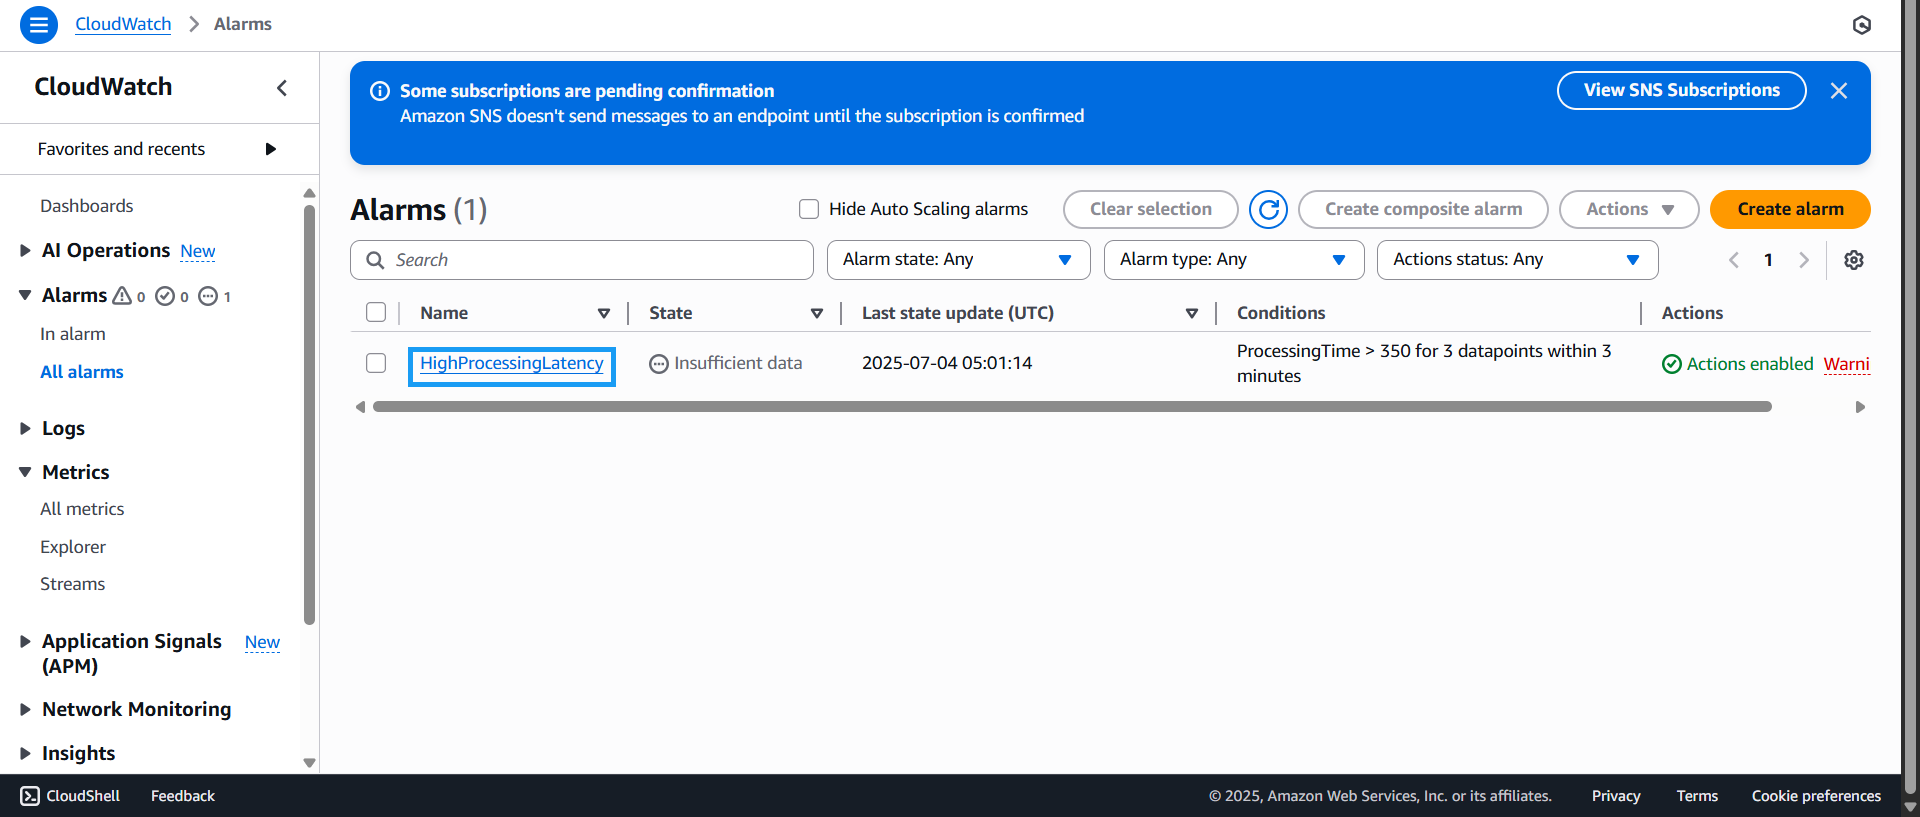 CloudWatch > Alarms
CloudWatch
Favorites and recents
Dashboards
AI Operations New
Alarms 0 0 1
In alarm
All alarms
Logs
Metrics
All metrics
Explorer
Streams
Application Signals New
(APM)
Network Monitoring
Insights
Some subscriptions are pending confirmation
Amazon SNS doesn't send messages to an endpoint until the subscription is confirmed
View SNS Subscriptions
Alarms (1)
Hide Auto Scaling alarms
Clear selection
Create composite alarm
Actions
Create alarm
Search
Alarm state: Any
Alarm type: Any
Actions status: Any
1
Name
State
Last state update (UTC)
Conditions
Actions
HighProcessingLatency
Insufficient data
2025-07-04 05:01:14
ProcessingTime > 350 for 3 datapoints within 3
minutes
Actions enabled
Warni
CloudShell
Feedback
© 2025, Amazon Web Services, Inc. or its affiliates.
Privacy
Terms
Cookie preferences